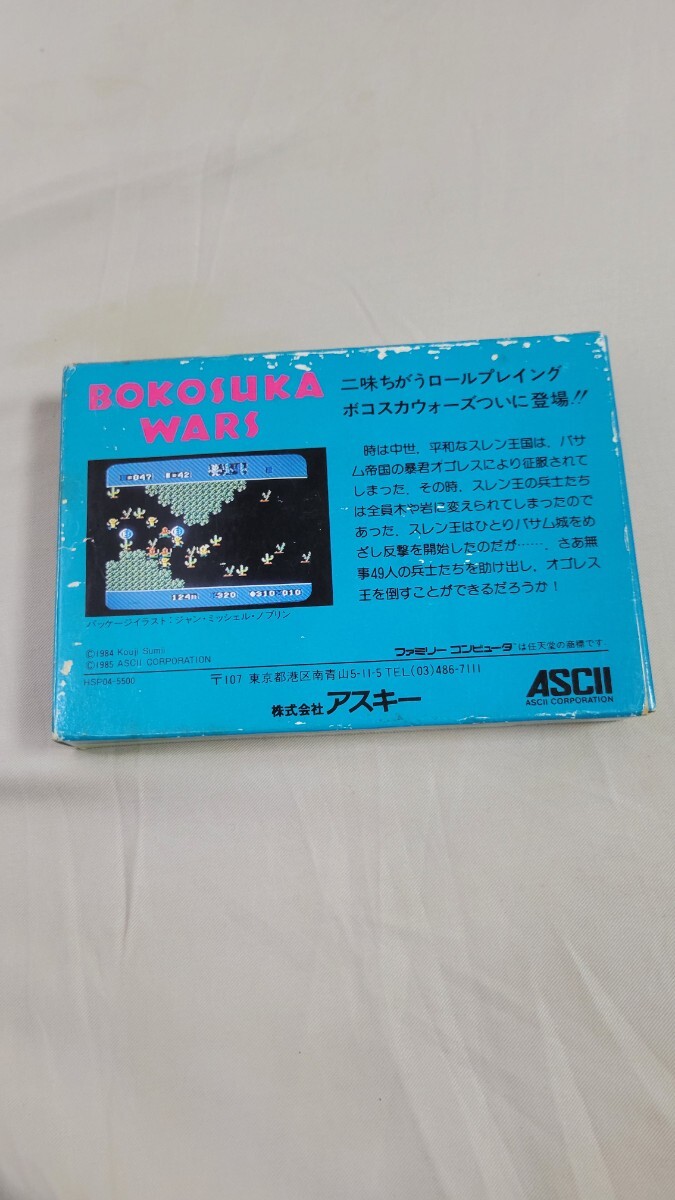 BOKOSUKA
WARS
二味ちがうロールプレイング
ボコスカウォーズついに登場!!
時は中世、平和なスレン王国は、バサ
ム帝国の暴君オゴレスにより征服されて
しまった。その時、スレン王の兵士たち
は全員木や岩に変えられてしまったので
あった。スレン王はひとりバサム城をめ
ざし反撃を開始したのだが……。さあ無
事49人の兵士たちを助け出し、オゴレス
王を倒すことができるだろうか!
047 42
124m 320 310 010
パッケージイラスト:ジャン・ミッシェル・ノブリン
©1984 Kouji Sumii
©1985 ASCII CORPORATION
HSP04-5500
ファミリー コンピュータ は任天堂の商標です.
〒107 東京都港区南青山5-11-5 TEL(03)486-7111
株式会社アスキー
ASCII
ASCII CORPORATION